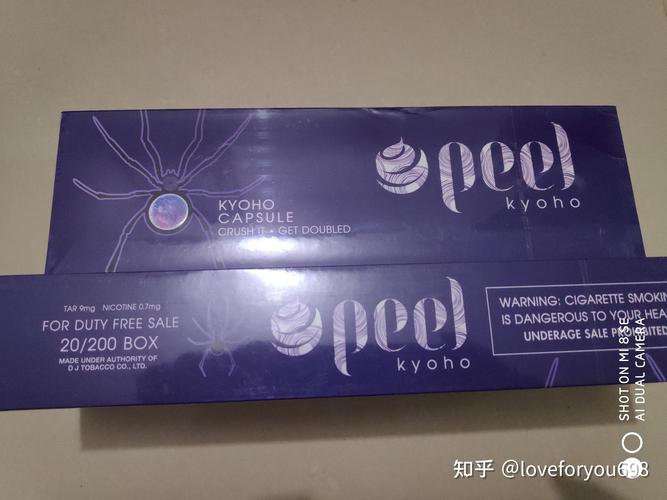 peel
kyoho
KYOHO
CAPSULE
CRUSH IT • GET DOUBLED
TAR 9mg NICOTINE 0.7mg
FOR DUTY FREE SALE
20/200 BOX
MADE UNDER AUTHORITY OF
D J TOBACCO CO., LTD.
peel
kyoho
WARNING: CIGARETTE SMOKIN
IS DANGEROUS TO YOUR HEA
UNDERAGE SALE PROHIBITED
SHOT ON MI 8 SE
AI DUAL CAMERA
知乎 @loveforyou698